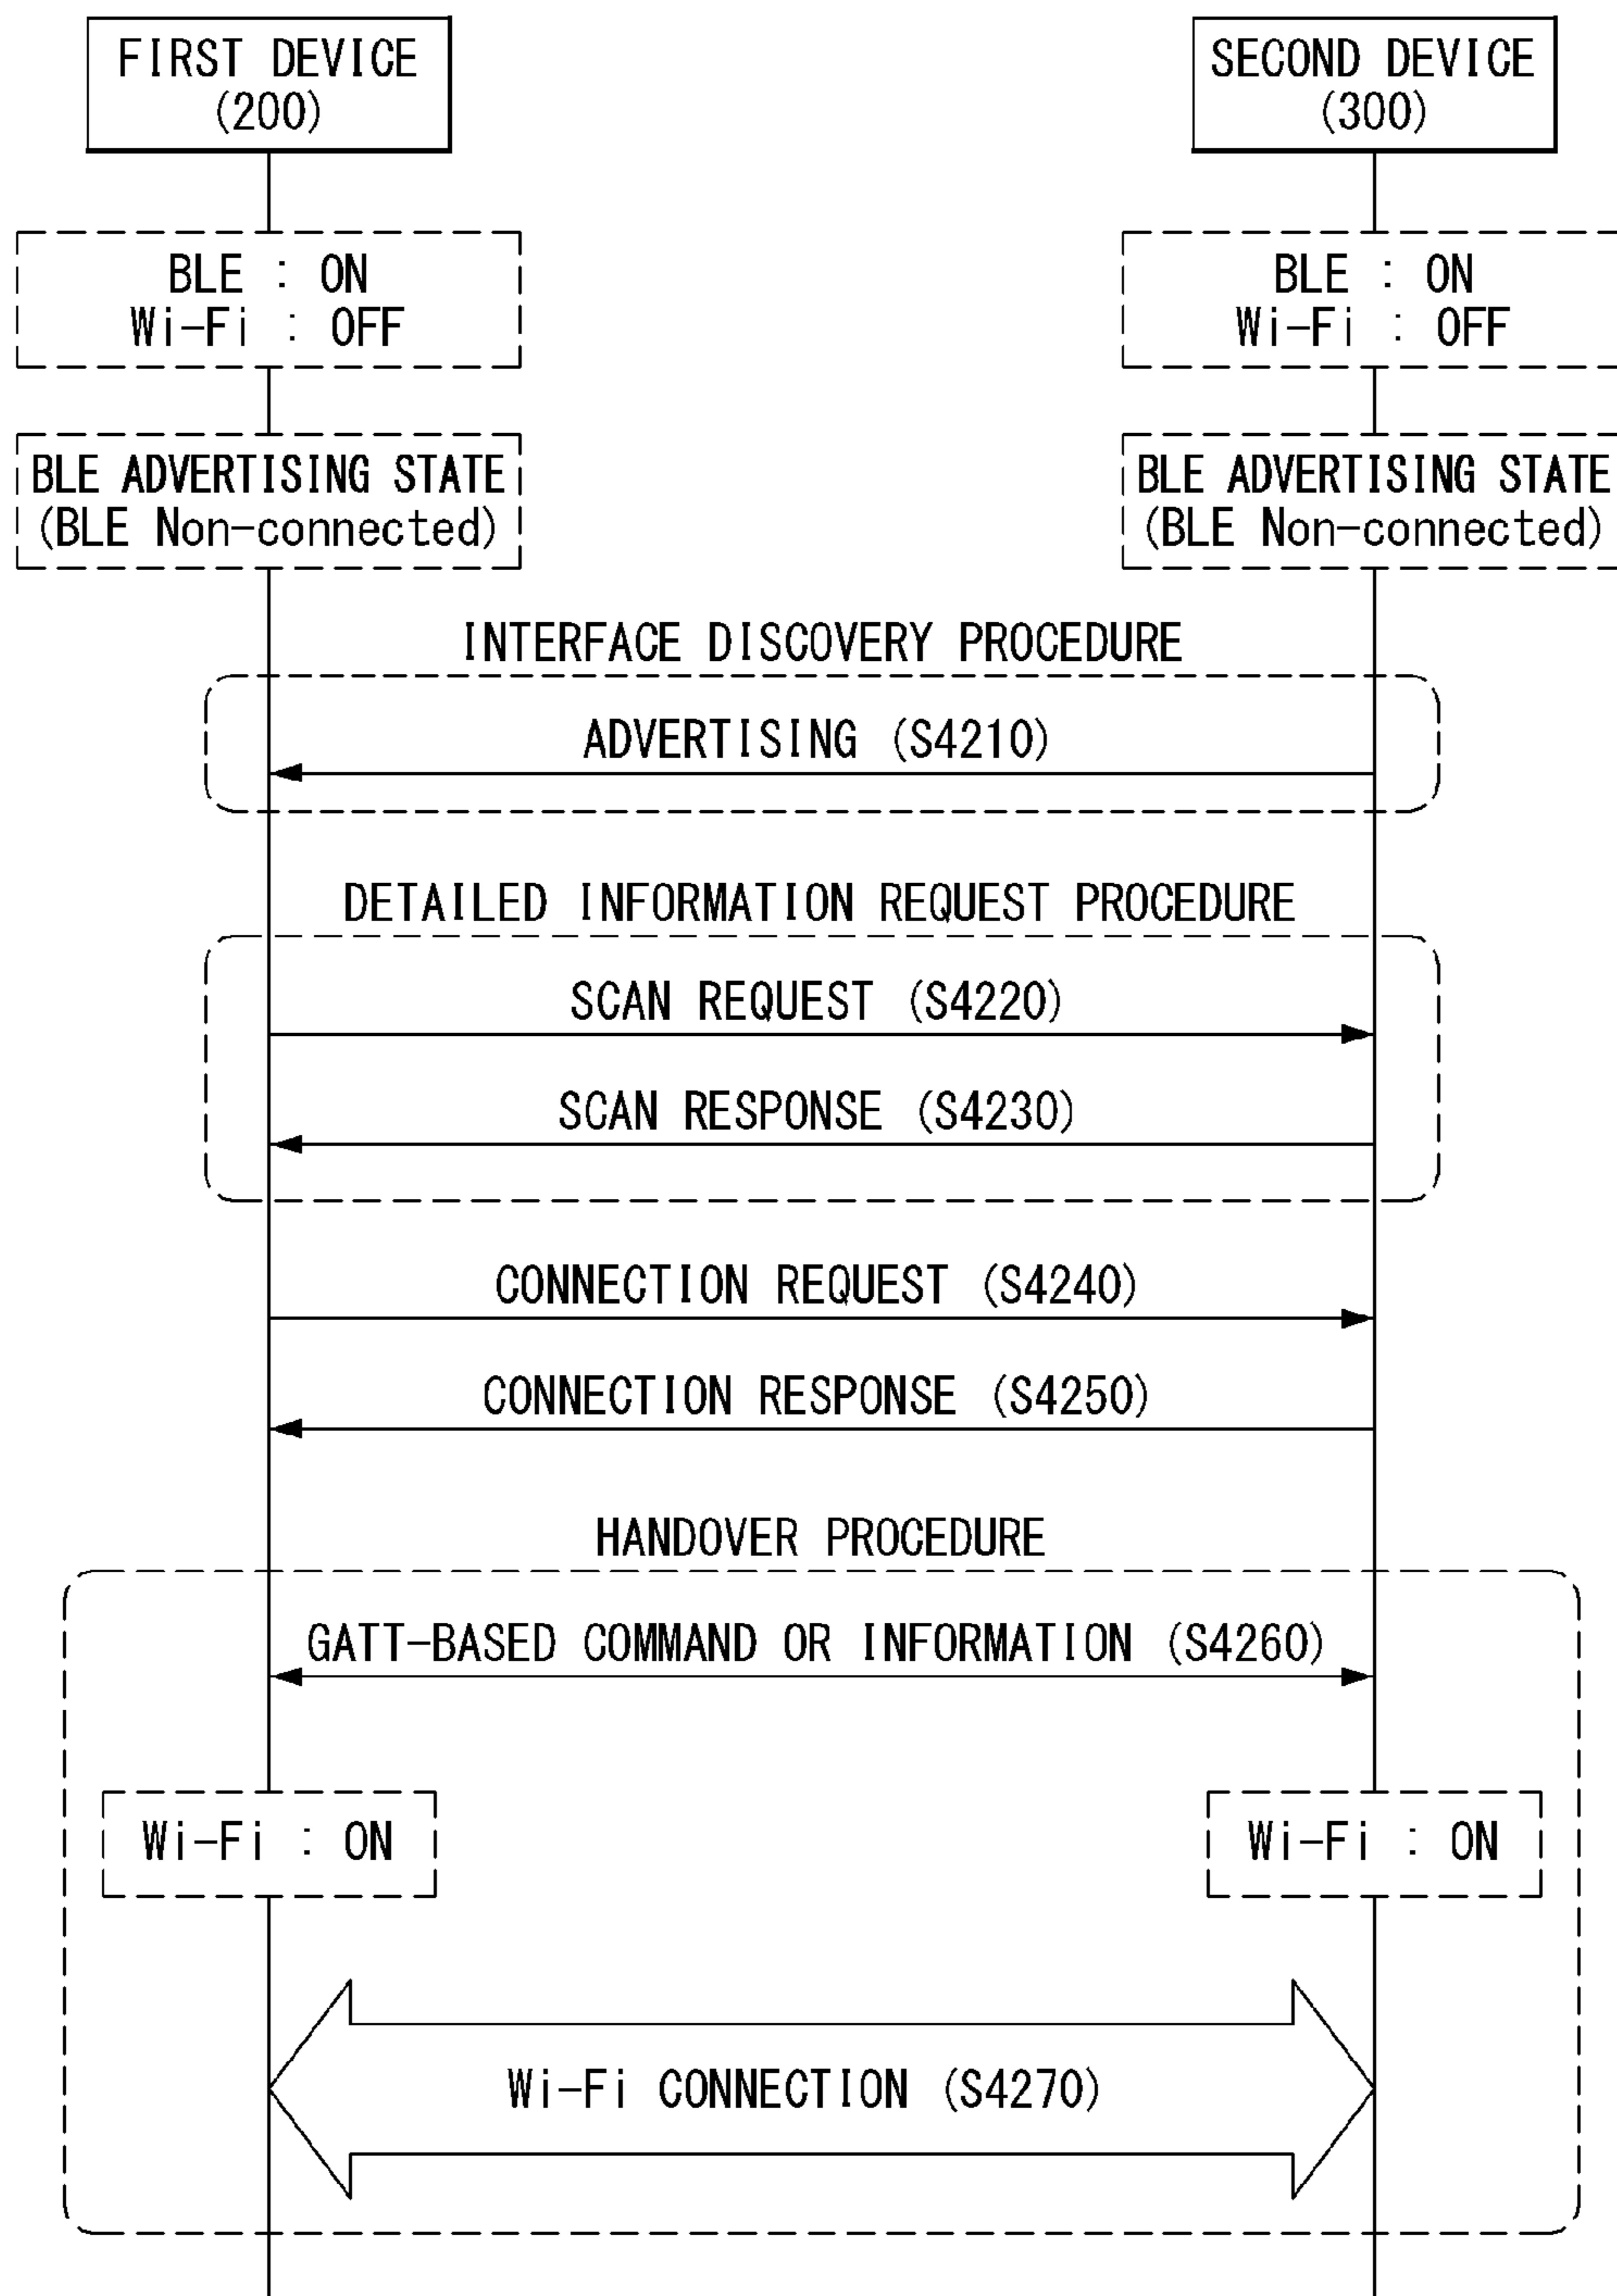 FIRST DEVICE
(200)
SECOND DEVICE
(300)
BLE : ON
Wi-Fi : OFF
BLE : ON
Wi-Fi : OFF
BLE ADVERTISING STATE
(BLE Non-connected)
BLE ADVERTISING STATE
(BLE Non-connected)
INTERFACE DISCOVERY PROCEDURE
ADVERTISING (S4210)
DETAILED INFORMATION REQUEST PROCEDURE
SCAN REQUEST (S4220)
SCAN RESPONSE (S4230)
CONNECTION REQUEST (S4240)
CONNECTION RESPONSE (S4250)
HANDOVER PROCEDURE
GATT-BASED COMMAND OR INFORMATION (S4260)
Wi-Fi : ON
Wi-Fi : ON
Wi-Fi CONNECTION (S4270)